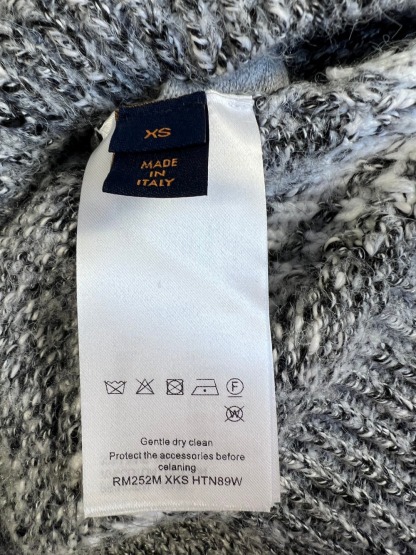 XS
MADE
IN
ITALY
F
W
Gentle dry clean
Protect the accessories before
celaning
RM252M XKS HTN89W